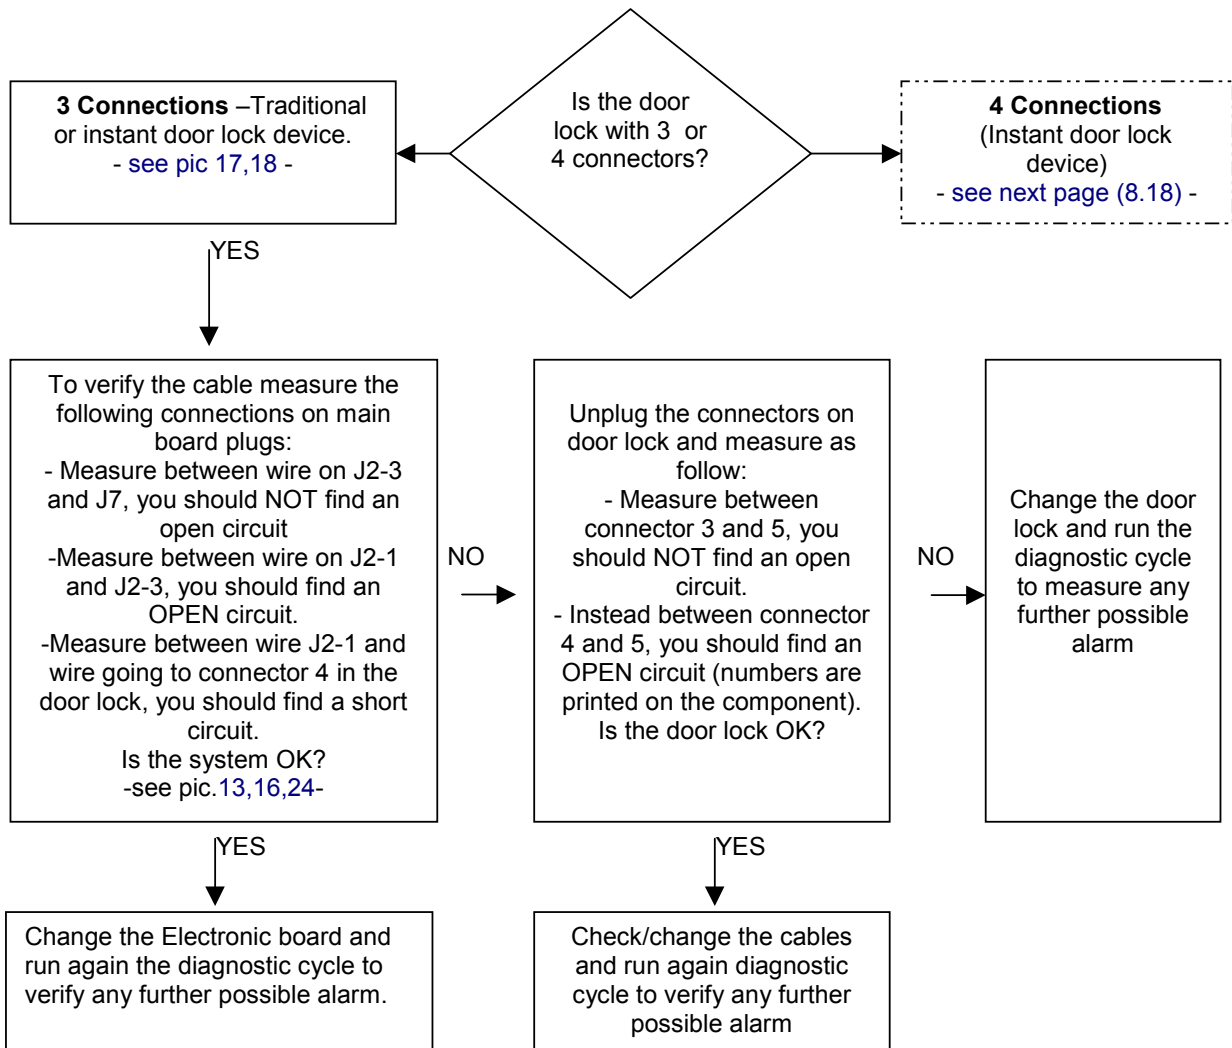 Is the door
lock with 3 or
4 connectors?
3 Connections –Traditional
or instant door lock device.
- see pic 17,18 -
4 Connections
(Instant door lock
device)
- see next page (8.18) -
YES
To verify the cable measure the
following connections on main
board plugs:
- Measure between wire on J2-3
and J7, you should NOT find an
open circuit
-Measure between wire on J2-1
and J2-3, you should find an
OPEN circuit.
-Measure between wire J2-1 and
wire going to connector 4 in the
door lock, you should find a short
circuit.
Is the system OK?
-see pic.13,16,24-
NO
Unplug the connectors on
door lock and measure as
follow:
- Measure between
connector 3 and 5, you
should NOT find an open
circuit.
- Instead between connector
4 and 5, you should find an
OPEN circuit (numbers are
printed on the component).
Is the door lock OK?
NO
Change the door
lock and run the
diagnostic cycle
to measure any
further possible
alarm
YES
Change the Electronic board and
run again the diagnostic cycle to
verify any further possible alarm.
YES
Check/change the cables
and run again diagnostic
cycle to verify any further
possible alarm